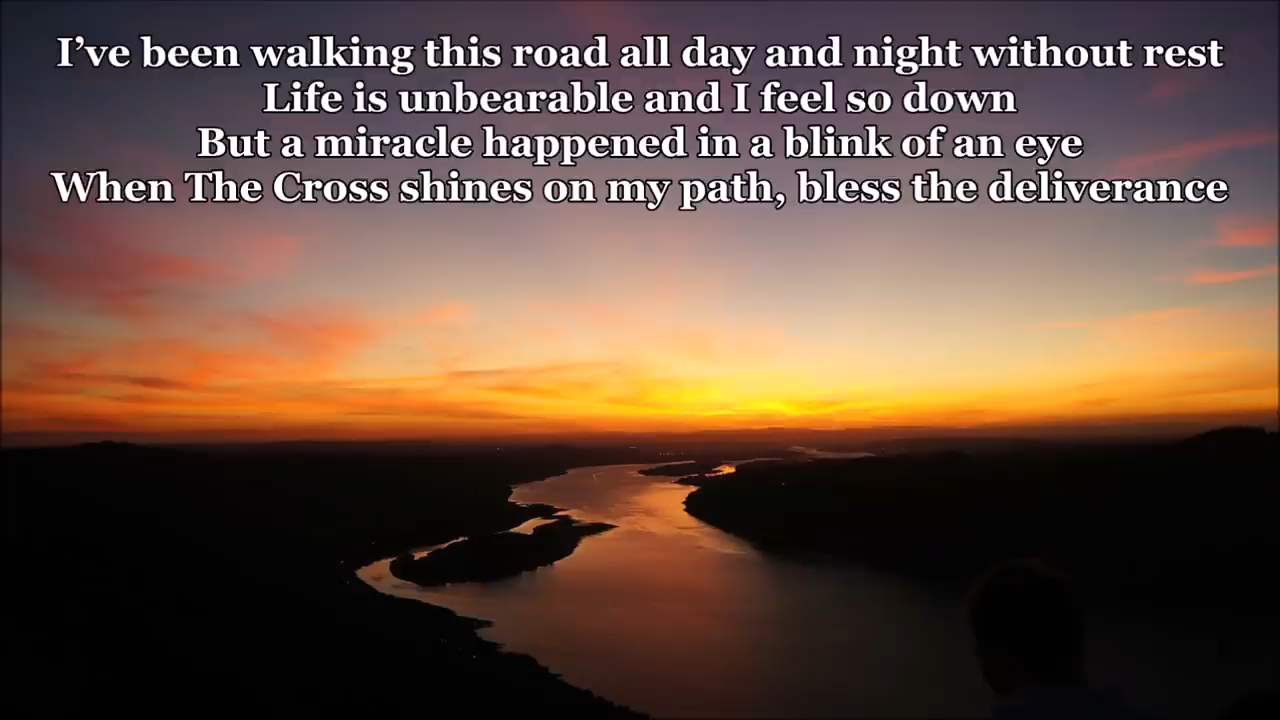 I’ve been walking this road all day and night without rest
Life is unbearable and I feel so down
But a miracle happened in a blink of an eye
When The Cross shines on my path, bless the deliverance